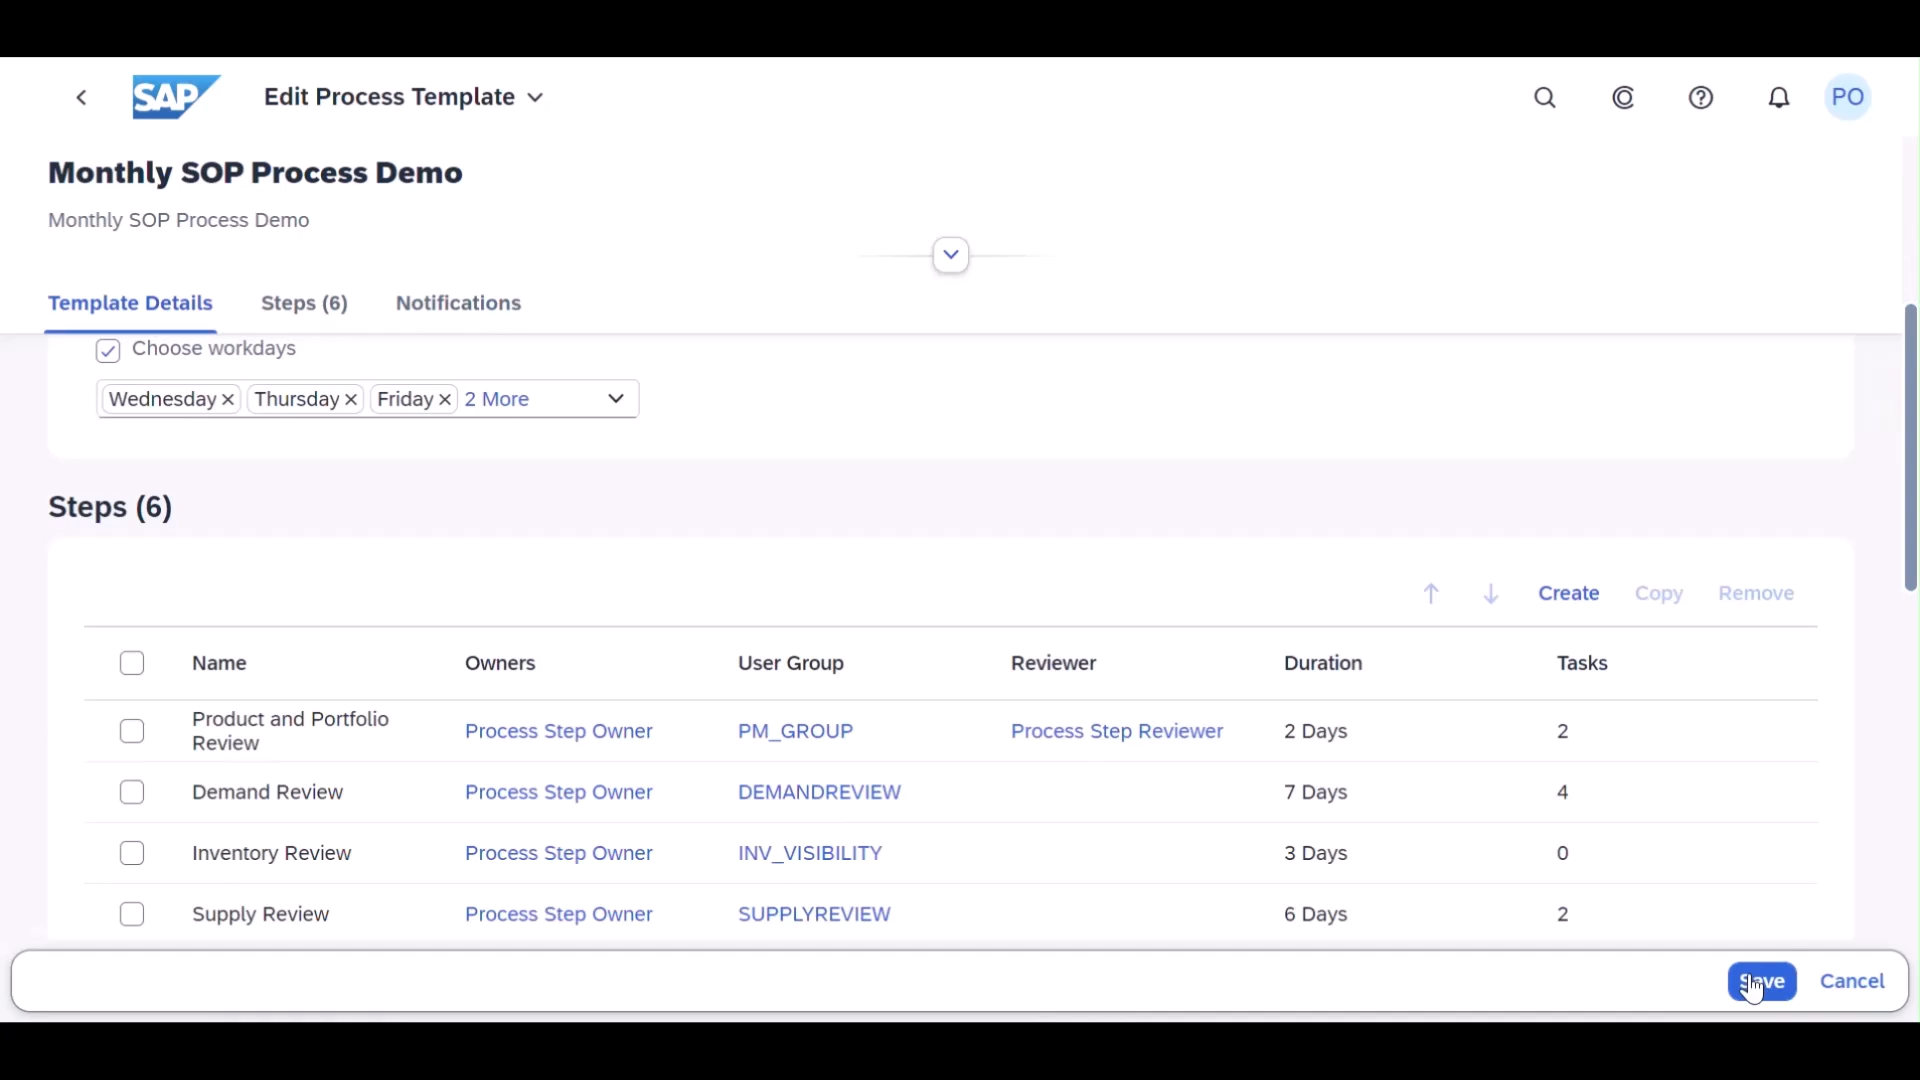 SAP Edit Process Template PO
Monthly SOP Process Demo
Monthly SOP Process Demo
Template Details Steps (6) Notifications
Choose workdays
Wednesday Thursday Friday 2 More
Steps (6)
Create Copy Remove
Name Owners User Group Reviewer Duration Tasks
Product and Portfolio Review Process Step Owner PM_GROUP Process Step Reviewer 2 Days 2
Demand Review Process Step Owner DEMANDREVIEW 7 Days 4
Inventory Review Process Step Owner INV_VISIBILITY 3 Days 0
Supply Review Process Step Owner SUPPLYREVIEW 6 Days 2
Save Cancel